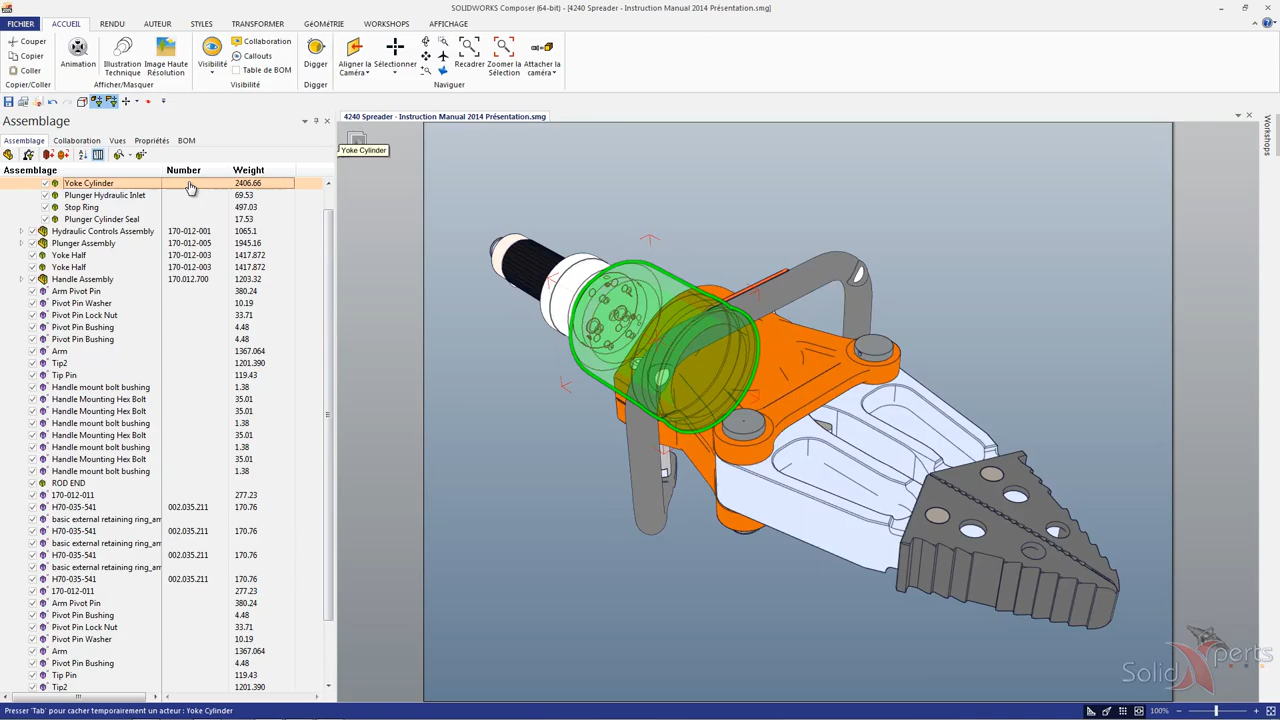 SOLIDWORKS Composer (64-bit) - [4240 Spreader - Instruction Manual 2014 Présentation.smg]
FICHIER ACCUEIL RENDU AUTEUR STYLES TRANSFORMER GéoMéTRIE WORKSHOPS AFFICHAGE
Couper
Copier
Coller
Copier/Coller
Animation
Illustration Technique
Image Haute Résolution
Afficher/Masquer
Visibilité
Collaboration
Callouts
Table de BOM
Visibilité
Digger
Digger
Aligner la Caméra
Sélectionner
Recadrer
Zoomer la Sélection
Attacher la caméra
Naviguer
Assemblage
4240 Spreader - Instruction Manual 2014 Présentation.smg
Assemblage Collaboration Vues Propriétés BOM
Yoke Cylinder
Assemblage Number Weight
Yoke Cylinder 2406.66
Plunger Hydraulic Inlet 69.53
Stop Ring 497.03
Plunger Cylinder Seal 17.53
Hydraulic Controls Assembly 170-012-001 1065.1
Plunger Assembly 170-012-005 1945.16
Yoke Half 170-012-003 1417.872
Yoke Half 170-012-003 1417.872
Handle Assembly 170.012.700 1203.32
Arm Pivot Pin 380.24
Pivot Pin Washer 10.19
Pivot Pin Lock Nut 33.71
Pivot Pin Bushing 4.48
Pivot Pin Bushing 4.48
Arm 1367.064
Tip2 1201.390
Tip Pin 119.43
Handle mount bolt bushing 1.38
Handle Mounting Hex Bolt 35.01
Handle Mounting Hex Bolt 35.01
Handle mount bolt bushing 1.38
Handle Mounting Hex Bolt 35.01
Handle mount bolt bushing 1.38
Handle Mounting Hex Bolt 35.01
Handle mount bolt bushing 1.38
ROD END
170-012-011 277.23
H70-035-541 002.035.211 170.76
basic external retaining ring_am
H70-035-541 002.035.211 170.76
basic external retaining ring_am
H70-035-541 002.035.211 170.76
basic external retaining ring_am
H70-035-541 002.035.211 170.76
170-012-011 277.23
Arm Pivot Pin 380.24
Pivot Pin Bushing 4.48
Pivot Pin Lock Nut 33.71
Pivot Pin Washer 10.19
Arm 1367.064
Pivot Pin Bushing 4.48
Tip Pin 119.43
Tip2 1201.390
Workshops
SolidXperts
Presser 'Tab' pour cacher temporairement un acteur : Yoke Cylinder
100%